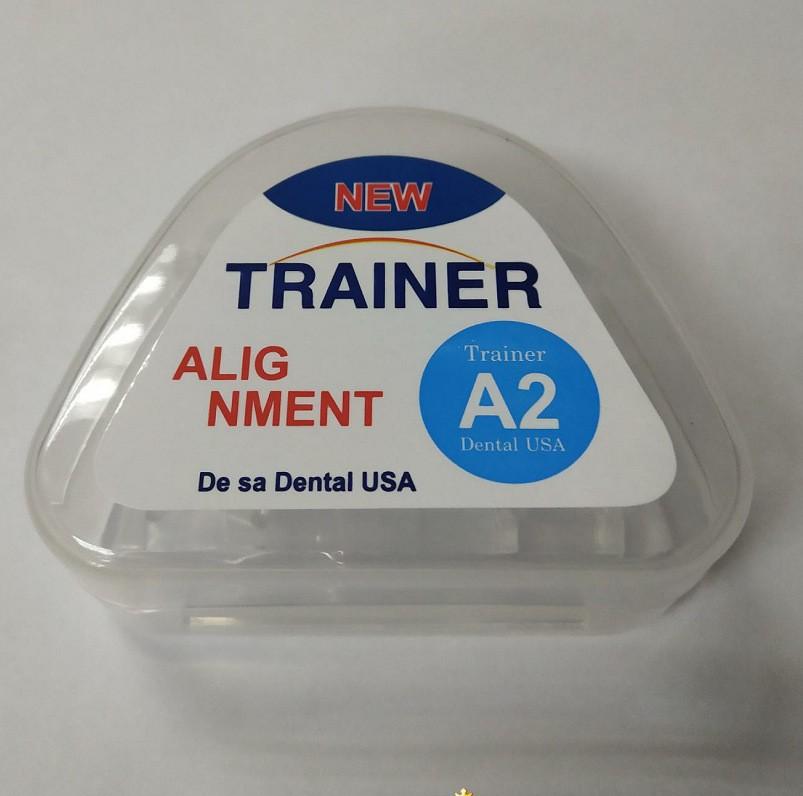 NEW
TRAINER
ALIG
NMENT
Trainer
A2
Dental USA
De sa Dental USA